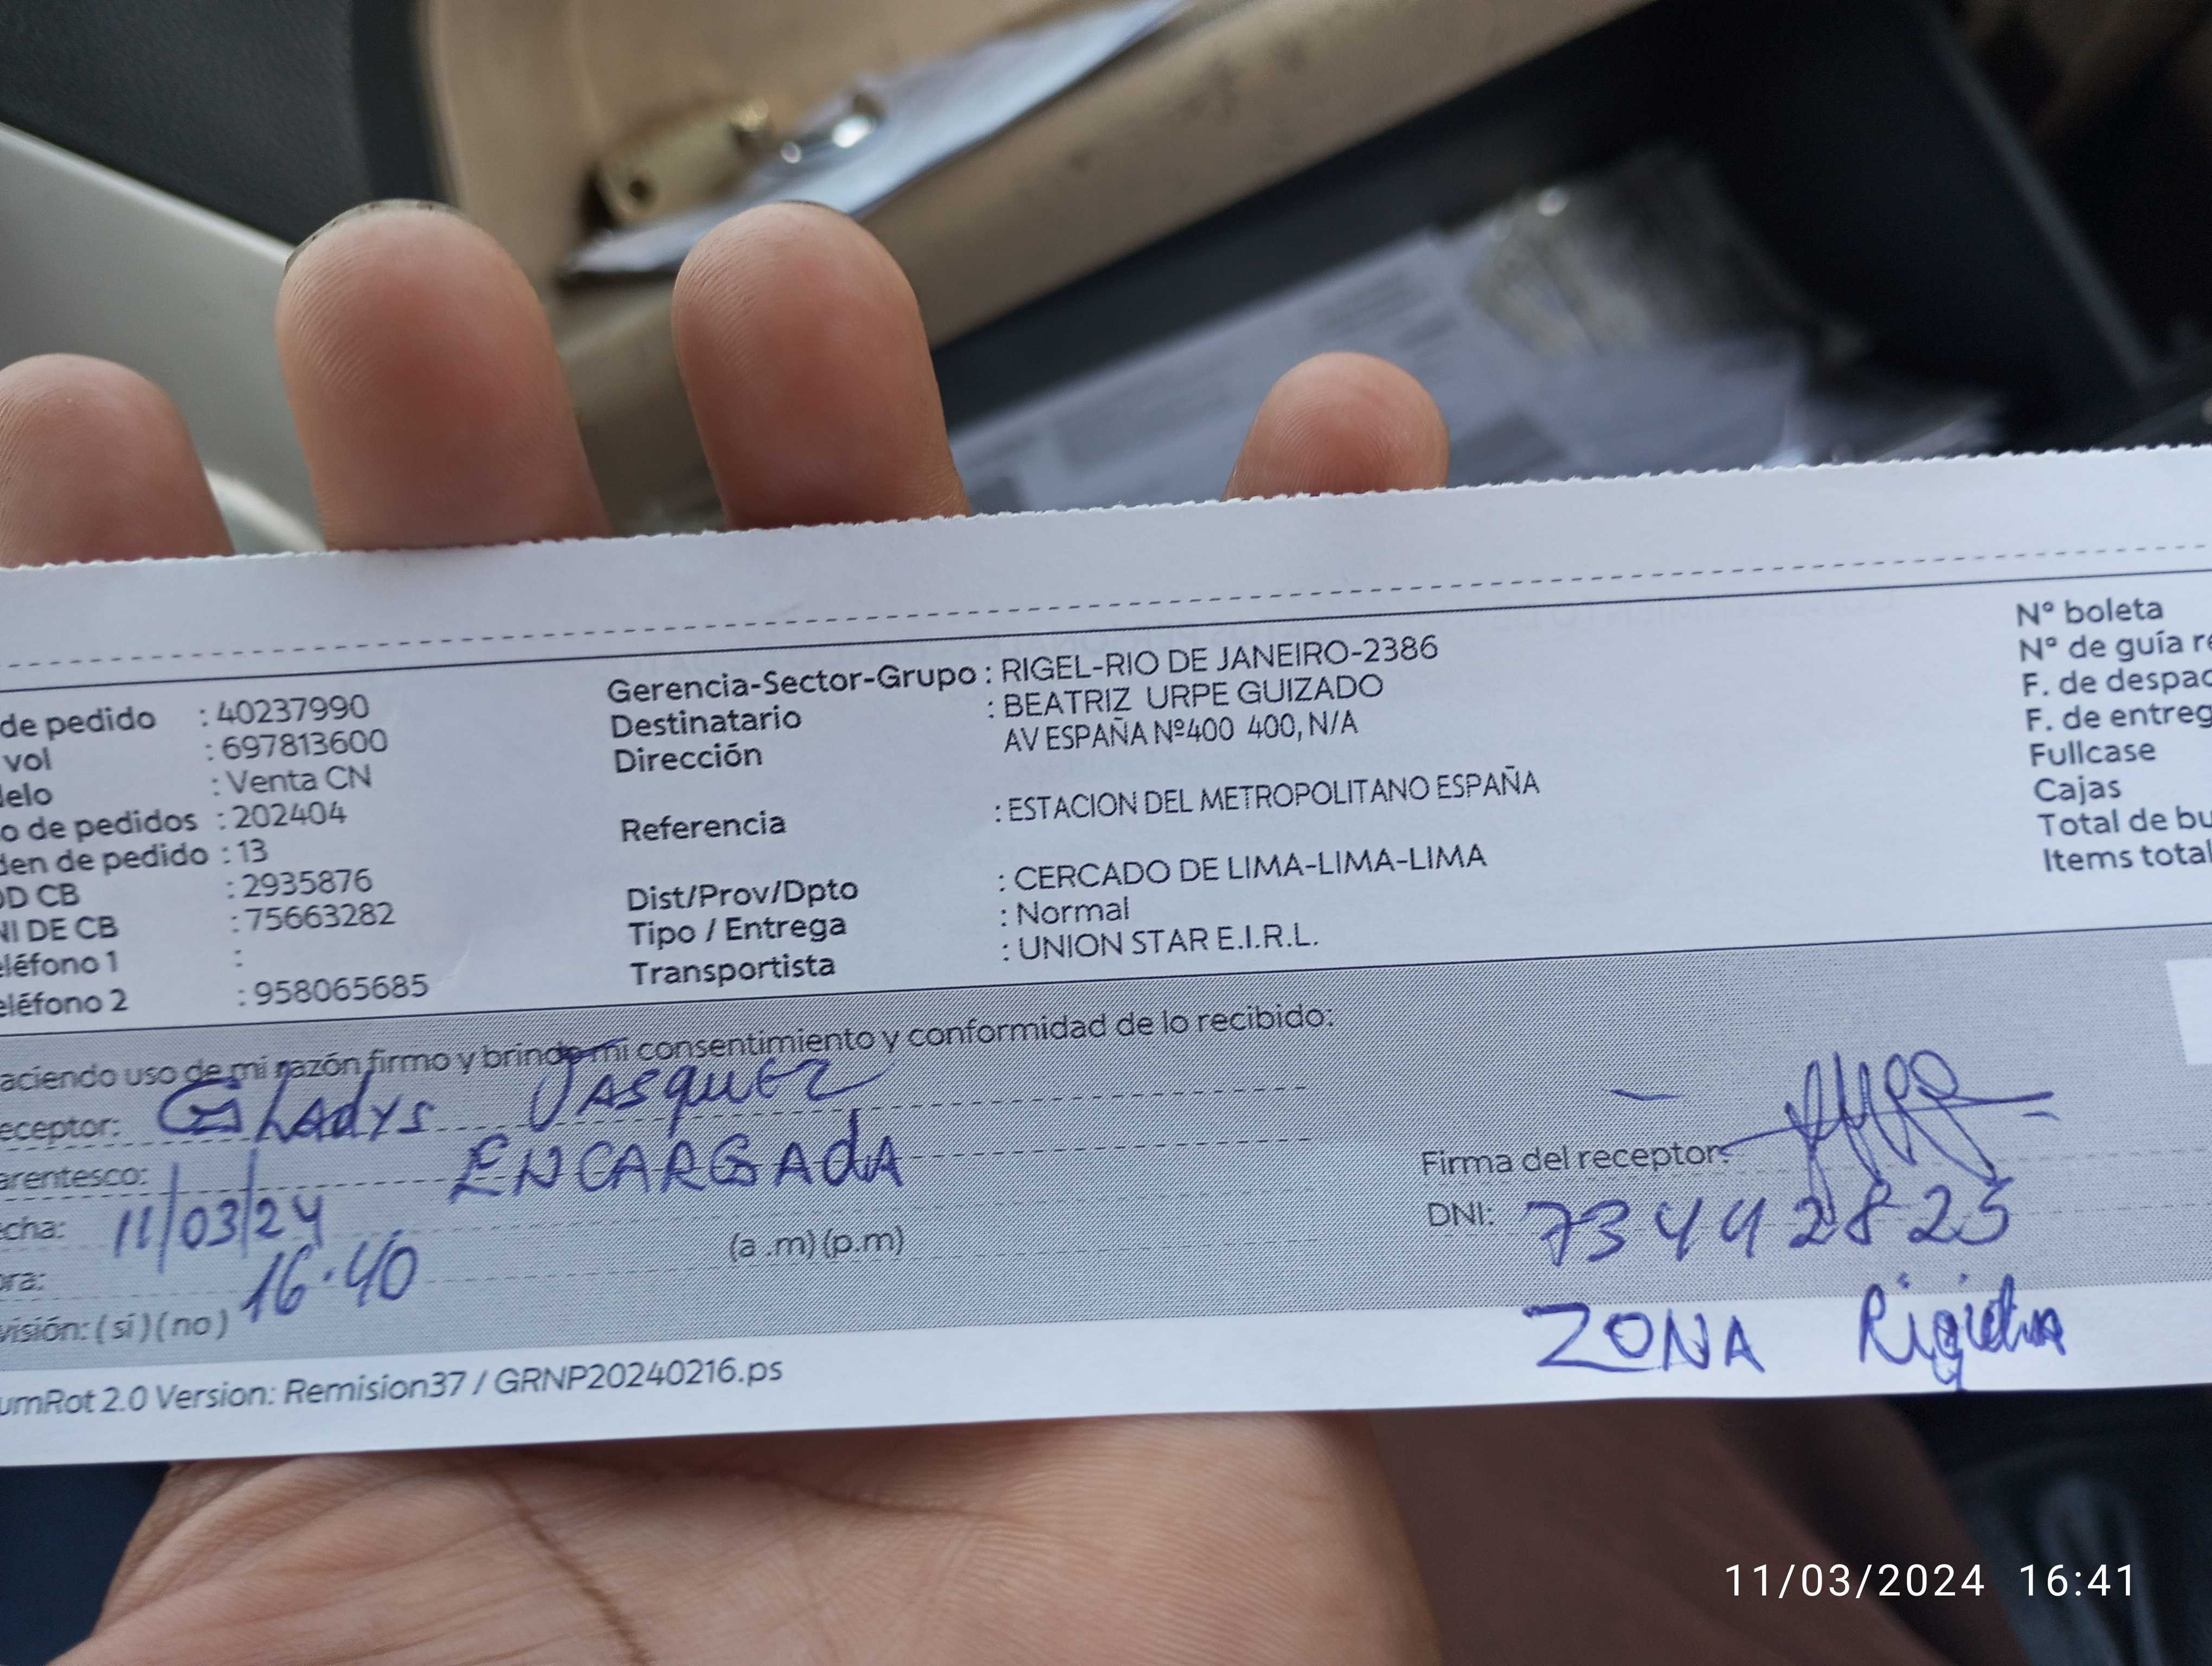 de pedido : 40237990
vol : 697813600
elo : Venta CN
o de pedidos : 202404
den de pedido : 13
OD CB : 2935876
NI DE CB : 75663282
eléfono 1 :
eléfono 2 : 958065685
Gerencia-Sector-Grupo : RIGEL-RIO DE JANEIRO-2386
Destinatario : BEATRIZ URPE GUIZADO
Dirección AV ESPAÑA Nº400 400, N/A
Referencia : ESTACION DEL METROPOLITANO ESPAÑA
Dist/Prov/Dpto : CERCADO DE LIMA-LIMA-LIMA
Tipo / Entrega : Normal
Transportista : UNION STAR E.I.R.L.
Nº boleta
Nº de guía re
F. de despac
F. de entreg
Fullcase
Cajas
Total de bu
Items total
aciendo uso de mi razón firmo y brindo mi consentimiento y conformidad de lo recibido:
eceptor: GLADYS VASQUEZ
arentesco: ENCARGADA
cha: 11/03/24
ora: 16:40 (a .m) (p.m)
visión: (si) (no)
Firma del receptor:
DNI: 73442825
ZONA
umRot 2.0 Version: Remision37 / GRNP20240216.ps
11/03/2024 16:41